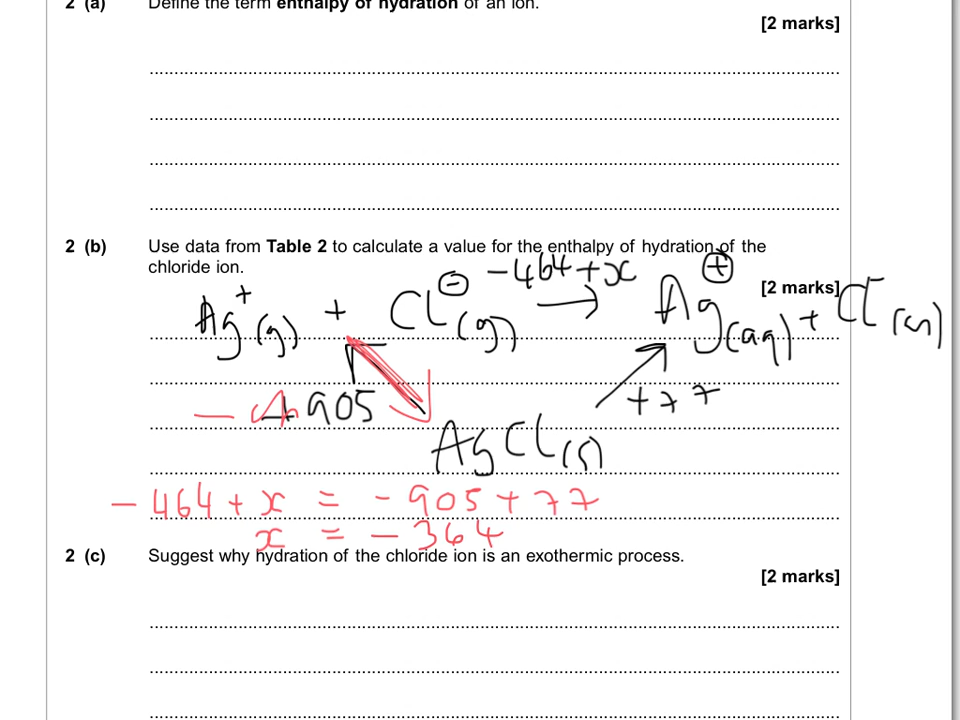 2 (a) Define the term enthalpy of hydration of an ion.
[2 marks]
2 (b) Use data from Table 2 to calculate a value for the enthalpy of hydration of the
chloride ion.
[2 marks]
-464+x
Ag+(g) + Cl⊖(g) → Ag⊕(aq) + Cl(aq)
- 905
+77
AgCl(s)
-464+x = -905+77
x = -364
2 (c) Suggest why hydration of the chloride ion is an exothermic process.
[2 marks]